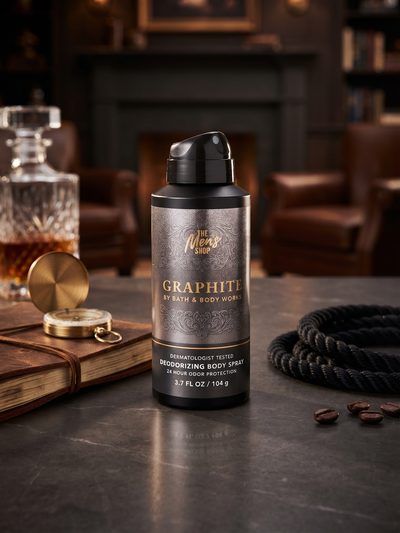 THE
Men's
SHOP
GRAPHITE
BY BATH & BODY WORKS
DERMATOLOGIST TESTED
DEODORIZING BODY SPRAY
24 HOUR ODOR PROTECTION
3.7 FL OZ / 104 g